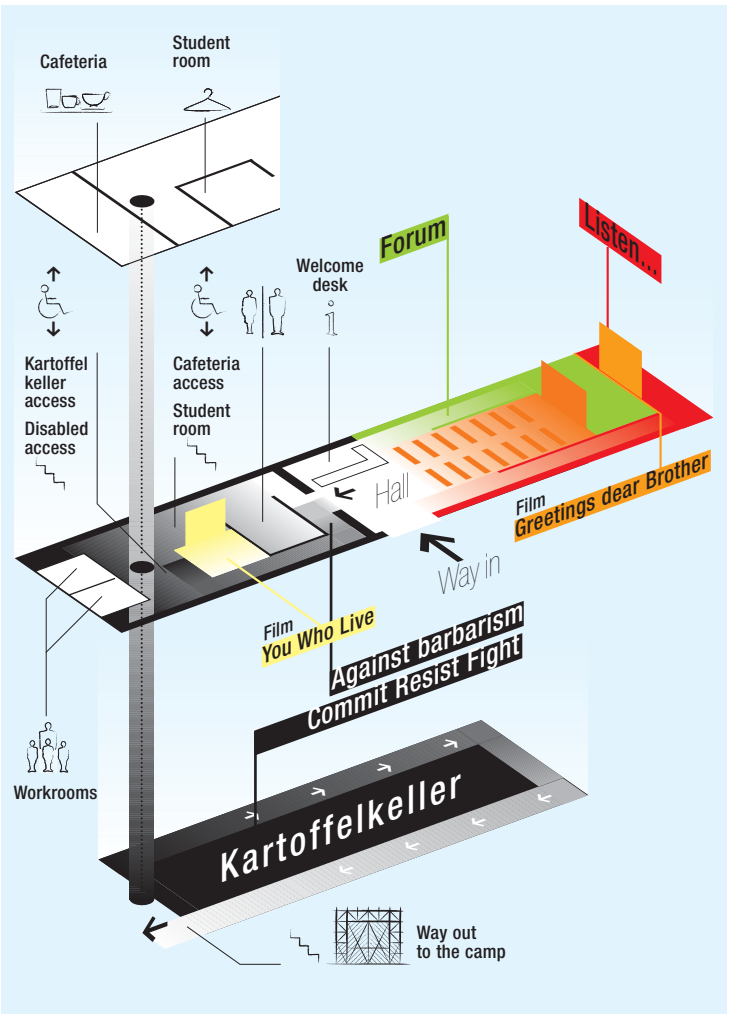 Student
room
Cafeteria
Forum
Listen...
Welcome
desk
i
Kartoffel
keller
access
Disabled
access
Cafeteria
access
Student
room
Hall
Way in
Film
Greetings dear Brother
Film
You Who Live
Against barbarism
Commit Resist Fight
Workrooms
Kartoffelkeller
Way out
to the camp